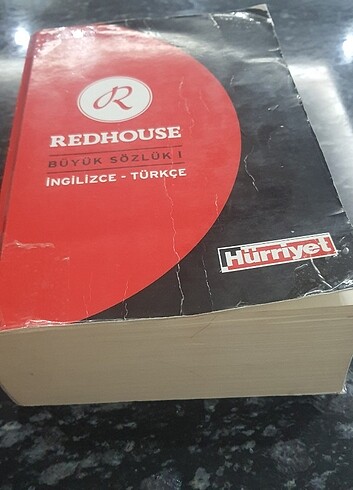 R
REDHOUSE
BÜYÜK SÖZLÜK I
İNGİLİZCE - TÜRKÇE
Hürriyet